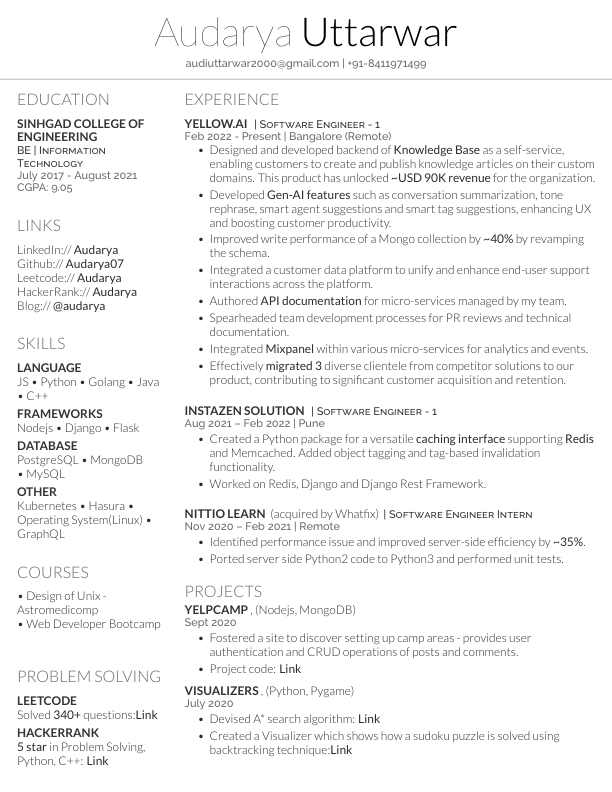 Audarya Uttarwar
audiuttarwar2000@gmail.com | +91-8411971499
EDUCATION
SINHGAD COLLEGE OF
ENGINEERING
BE | Information
Technology
July 2017 - August 2021
CGPA: 9.05
LINKS
LinkedIn:// Audarya
Github:// Audarya07
Leetcode:// Audarya
HackerRank:// Audarya
Blog:// @audarya
SKILLS
LANGUAGE
JS • Python • Golang • Java
• C++
FRAMEWORKS
Nodejs • Django • Flask
DATABASE
PostgreSQL • MongoDB
• MySQL
OTHER
Kubernetes • Hasura •
Operating System(Linux) •
GraphQL
COURSES
• Design of Unix -
Astromedicomp
• Web Developer Bootcamp
PROBLEM SOLVING
LEETCODE
Solved 340+ questions:Link
HACKERRANK
5 star in Problem Solving,
Python, C++: Link
EXPERIENCE
YELLOW.AI | Software Engineer - 1
Feb 2022 - Present | Bangalore (Remote)
• Designed and developed backend of Knowledge Base as a self-service,
enabling customers to create and publish knowledge articles on their custom
domains. This product has unlocked ~USD 90K revenue for the organization.
• Developed Gen-AI features such as conversation summarization, tone
rephrase, smart agent suggestions and smart tag suggestions, enhancing UX
and boosting customer productivity.
• Improved write performance of a Mongo collection by ~40% by revamping
the schema.
• Integrated a customer data platform to unify and enhance end-user support
interactions across the platform.
• Authored API documentation for micro-services managed by my team.
• Spearheaded team development processes for PR reviews and technical
documentation.
• Integrated Mixpanel within various micro-services for analytics and events.
• Effectively migrated 3 diverse clientele from competitor solutions to our
product, contributing to significant customer acquisition and retention.
INSTAZEN SOLUTION | Software Engineer - 1
Aug 2021 – Feb 2022 | Pune
• Created a Python package for a versatile caching interface supporting Redis
and Memcached. Added object tagging and tag-based invalidation
functionality.
• Worked on Redis, Django and Django Rest Framework.
NITTIO LEARN (acquired by Whatfix) | Software Engineer Intern
Nov 2020 – Feb 2021 | Remote
• Identified performance issue and improved server-side efficiency by ~35%.
• Ported server side Python2 code to Python3 and performed unit tests.
PROJECTS
YELPCAMP , (Nodejs, MongoDB)
Sept 2020
• Fostered a site to discover setting up camp areas - provides user
authentication and CRUD operations of posts and comments.
• Project code: Link
VISUALIZERS , (Python, Pygame)
July 2020
• Devised A* search algorithm: Link
• Created a Visualizer which shows how a sudoku puzzle is solved using
backtracking technique:Link